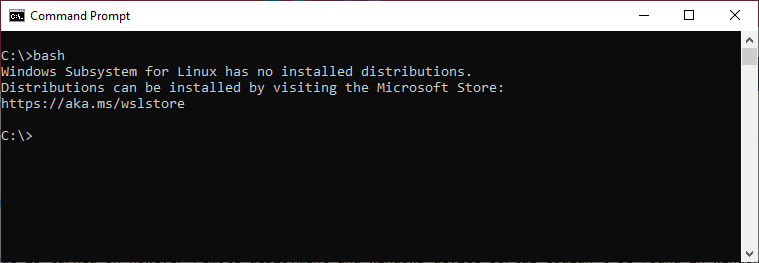 Command Prompt
C:\>bash
Windows Subsystem for Linux has no installed distributions.
Distributions can be installed by visiting the Microsoft Store:
https://aka.ms/wslstore
C:\>